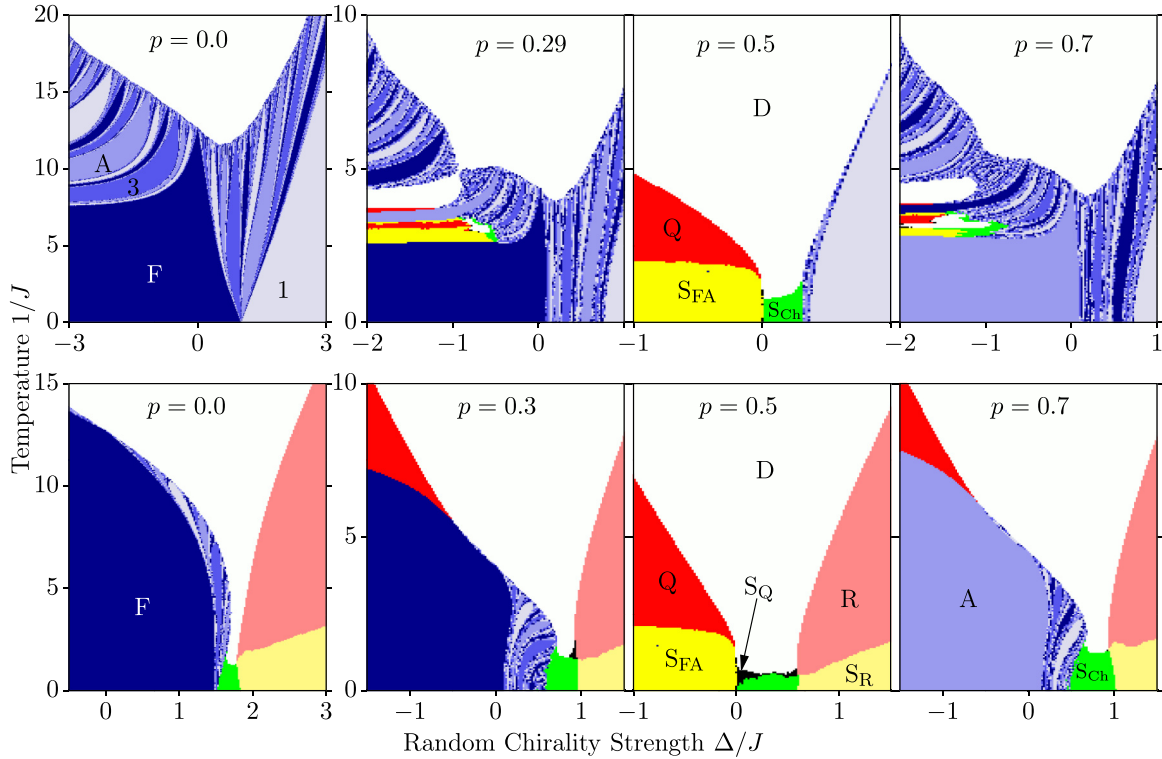 20
15
10
5
0
p = 0.0
A
3
F
1
−3
0
3
10
5
0
p = 0.29
−2
−1
0
p = 0.5
D
Q
S_FA
S_Ch
−1
0
p = 0.7
−2
−1
0
1
Temperature 1/J
15
10
5
0
p = 0.0
F
0
1
2
3
10
5
0
p = 0.3
−1
0
1
p = 0.5
D
Q
S_Q
R
S_FA
S_R
−1
0
1
p = 0.7
A
S_Ch
−1
0
1
Random Chirality Strength Δ/J